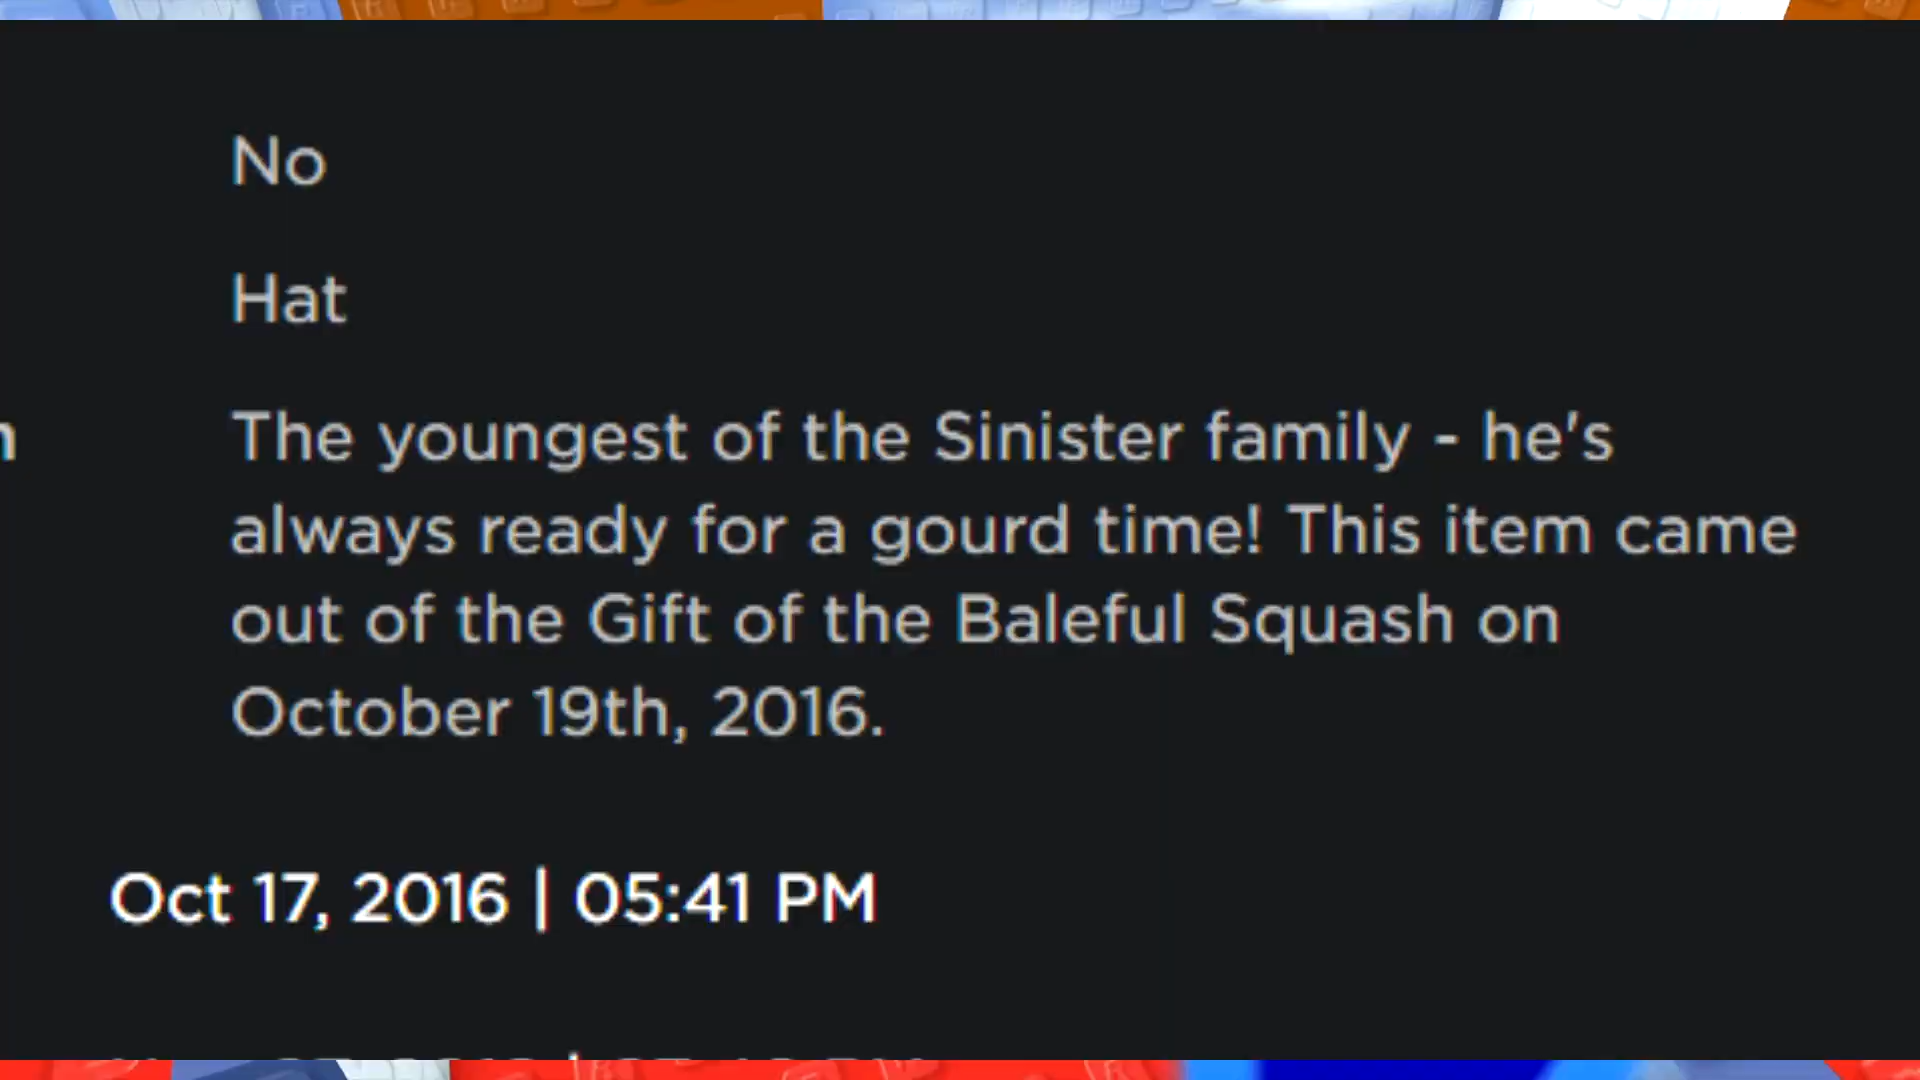 No
Hat
The youngest of the Sinister family - he's
always ready for a gourd time! This item came
out of the Gift of the Baleful Squash on
October 19th, 2016.
Oct 17, 2016 | 05:41 PM